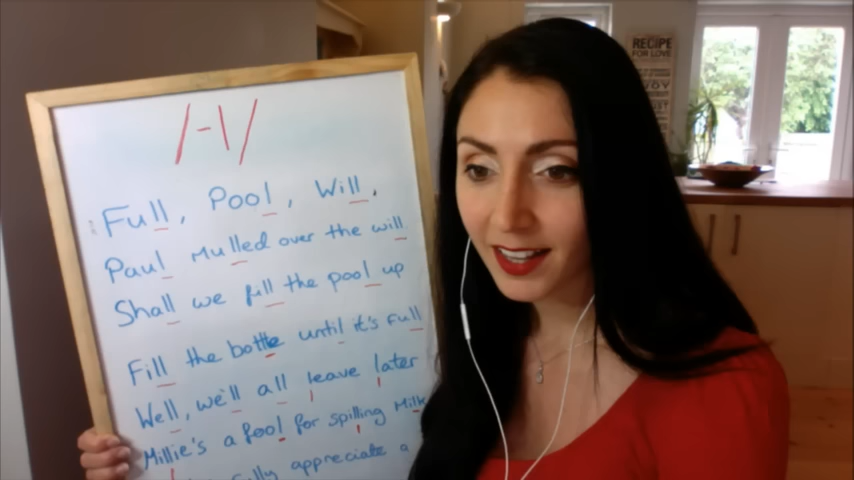 /-l/
Full, Pool, Will.
Paul mulled over the will
Shall we fill the pool up
Fill the bottle until it's full
Well, we'll all leave later
Millie's a fool for spilling Milk
fully appreciate a
RECIPE
FOR LOVE